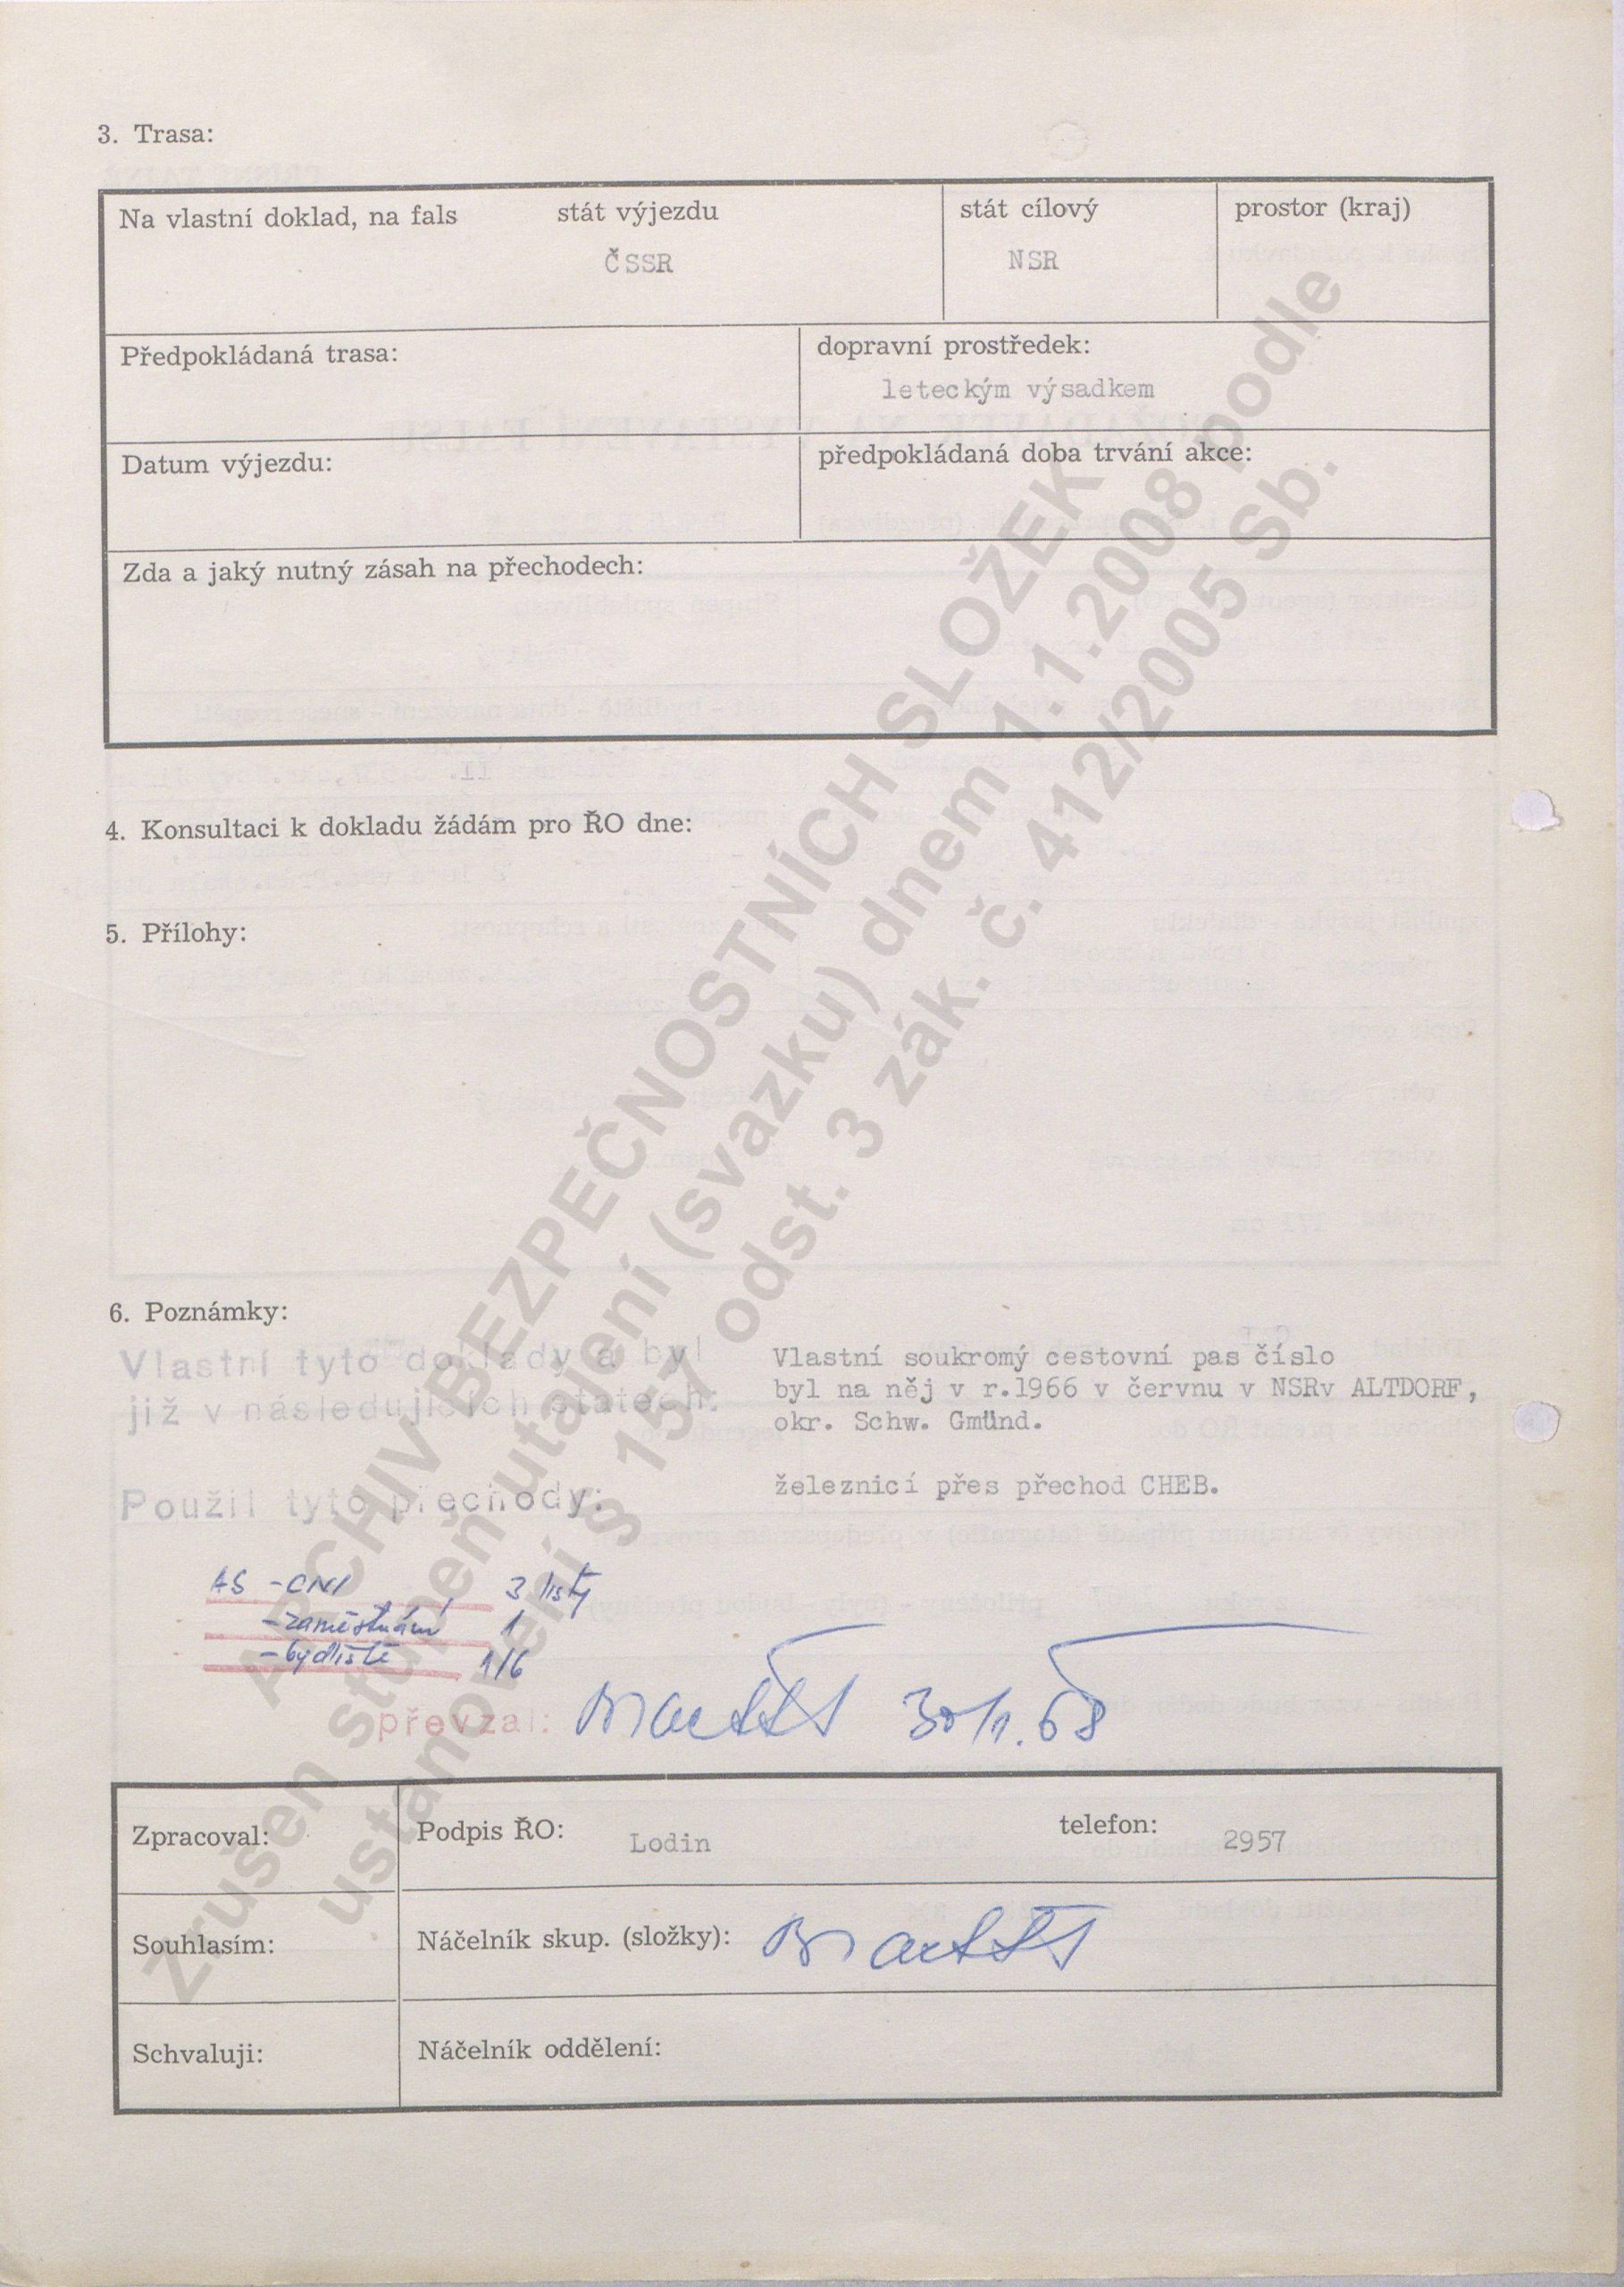 3. Trasa:
Na vlastní doklad, na fals stát výjezdu stát cílový prostor (kraj)
ČSSR NSR
Předpokládaná trasa: dopravní prostředek:
leteckým výsadkem
Datum výjezdu: předpokládaná doba trvání akce:
Zda a jaký nutný zásah na přechodech:
4. Konsultaci k dokladu žádám pro ŘO dne:
5. Přílohy:
6. Poznámky:
Vlastní tyto doklady a byl
již v následujících státech:
Vlastní soukromý cestovní pas číslo
byl na něj v r.1966 v červnu v NSRv ALTDORF,
okr. Schw. Gmünd.
Použil tyto přechody:
železnicí přes přechod CHEB.
AS - 3 listy
- zaměstnání 1
- bydliště 1/6
převzal: 30/1.68
Zpracoval: Podpis ŘO: Lodin telefon: 2957
Souhlasím: Náčelník skup. (složky):
Schvaluji: Náčelník oddělení:
ARCHIV BEZPEČNOSTNÍCH SLOŽEK
Zrušen stupeň utajení (svazku) dnem 1.1.2008 podle
ustanovení § 157 odst. 3 zák. č. 412/2005 Sb.